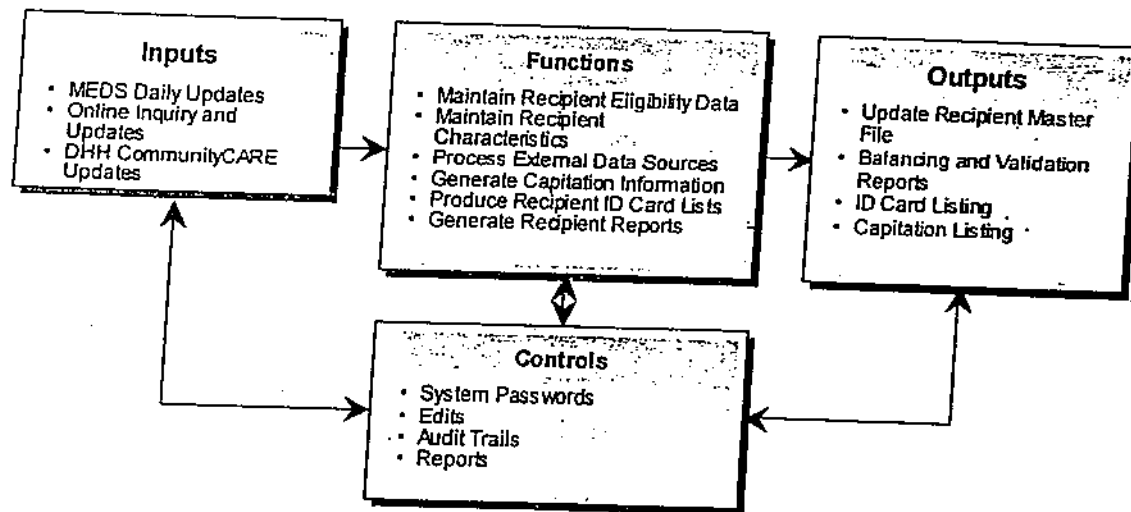 Inputs
• MEDS Daily Updates
• Online Inquiry and
Updates
• DHH CommunityCARE
Updates
Functions
• Maintain Recipient Eligibility Data
• Maintain Recipient
Characteristics
• Process External Data Sources
• Generate Capitation Information
• Produce Recipient ID Card Lists
• Generate Recipient Reports
Outputs
• Update Recipient Master
File
• Balancing and Validation
Reports
• ID Card Listing
• Capitation Listing
Controls
• System Passwords
• Edits
• Audit Trails
• Reports